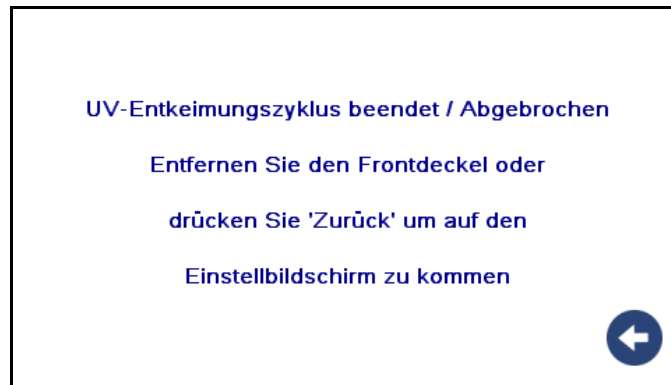 UV-Entkeimungszyklus beendet / Abgebrochen
Entfernen Sie den Frontdeckel oder
drücken Sie 'Zurück' um auf den
Einstellbildschirm zu kommen